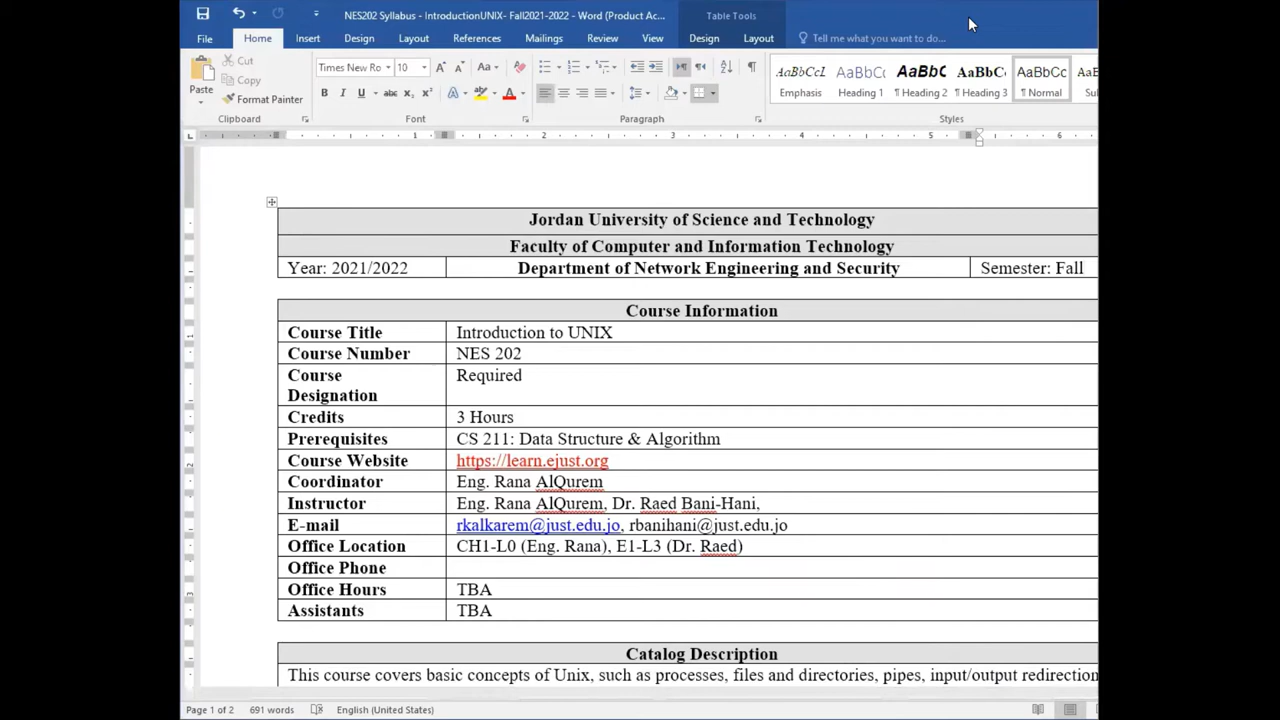 NES202 Syllabus - IntroductionUNIX- Fall2021-2022 - Word (Product Ac... Table Tools
File Home Insert Design Layout References Mailings Review View Design Layout Tell me what you want to do...
Paste Cut Copy Format Painter
Times New Ro 10
AaBbCcL AaBbCc AaBbC AaBbC AaBbCc AaBb
Emphasis Heading 1 ¶ Heading 2 ¶ Heading 3 ¶ Normal
Clipboard Font Paragraph Styles
1 2 3 4 5 6
Jordan University of Science and Technology
Faculty of Computer and Information Technology
Year: 2021/2022 Department of Network Engineering and Security Semester: Fall
Course Information
Course Title Introduction to UNIX
Course Number NES 202
Course Designation Required
Credits 3 Hours
Prerequisites CS 211: Data Structure & Algorithm
Course Website https://learn.ejust.org
Coordinator Eng. Rana AlQurem
Instructor Eng. Rana AlQurem, Dr. Raed Bani-Hani,
E-mail rkalkarem@just.edu.jo, rbanihani@just.edu.jo
Office Location CH1-L0 (Eng. Rana), E1-L3 (Dr. Raed)
Office Phone
Office Hours TBA
Assistants TBA
Catalog Description
This course covers basic concepts of Unix, such as processes, files and directories, pipes, input/output redirection
Page 1 of 2 691 words English (United States)